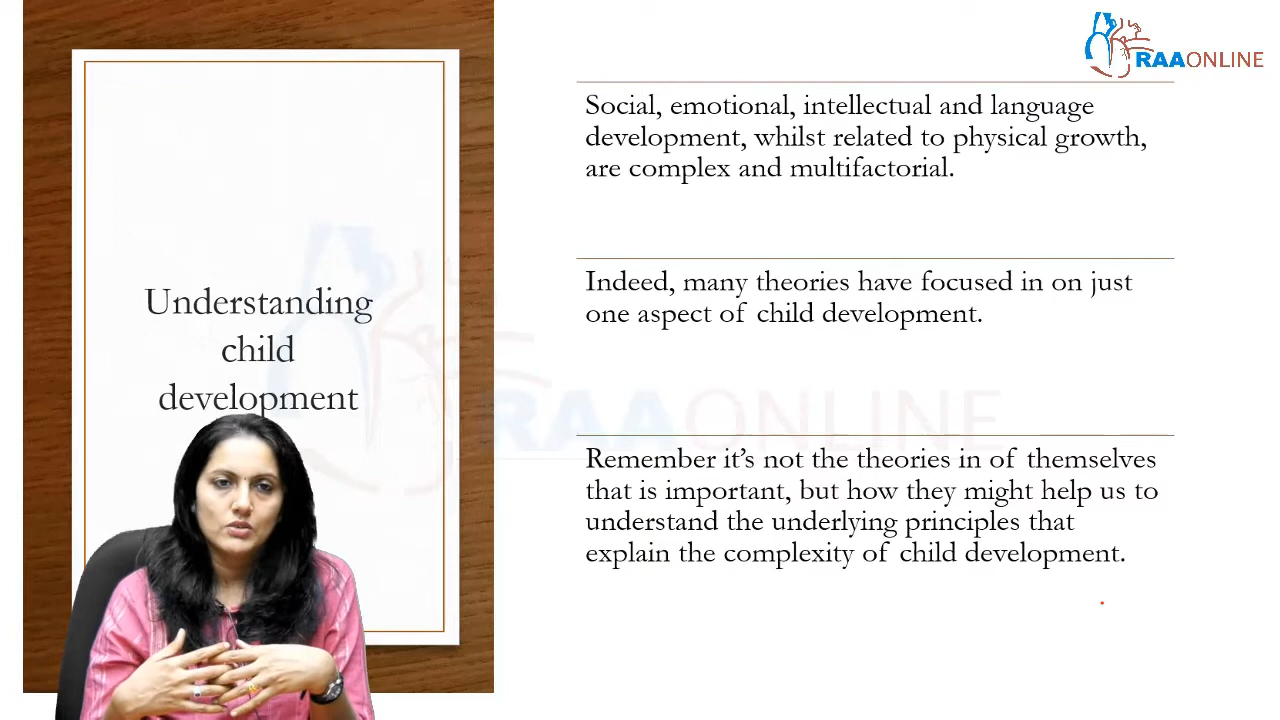 RAAONLINE
Understanding
child
development
Social, emotional, intellectual and language
development, whilst related to physical growth,
are complex and multifactorial.
Indeed, many theories have focused in on just
one aspect of child development.
RAAONLINE
Remember it’s not the theories in of themselves
that is important, but how they might help us to
understand the underlying principles that
explain the complexity of child development.